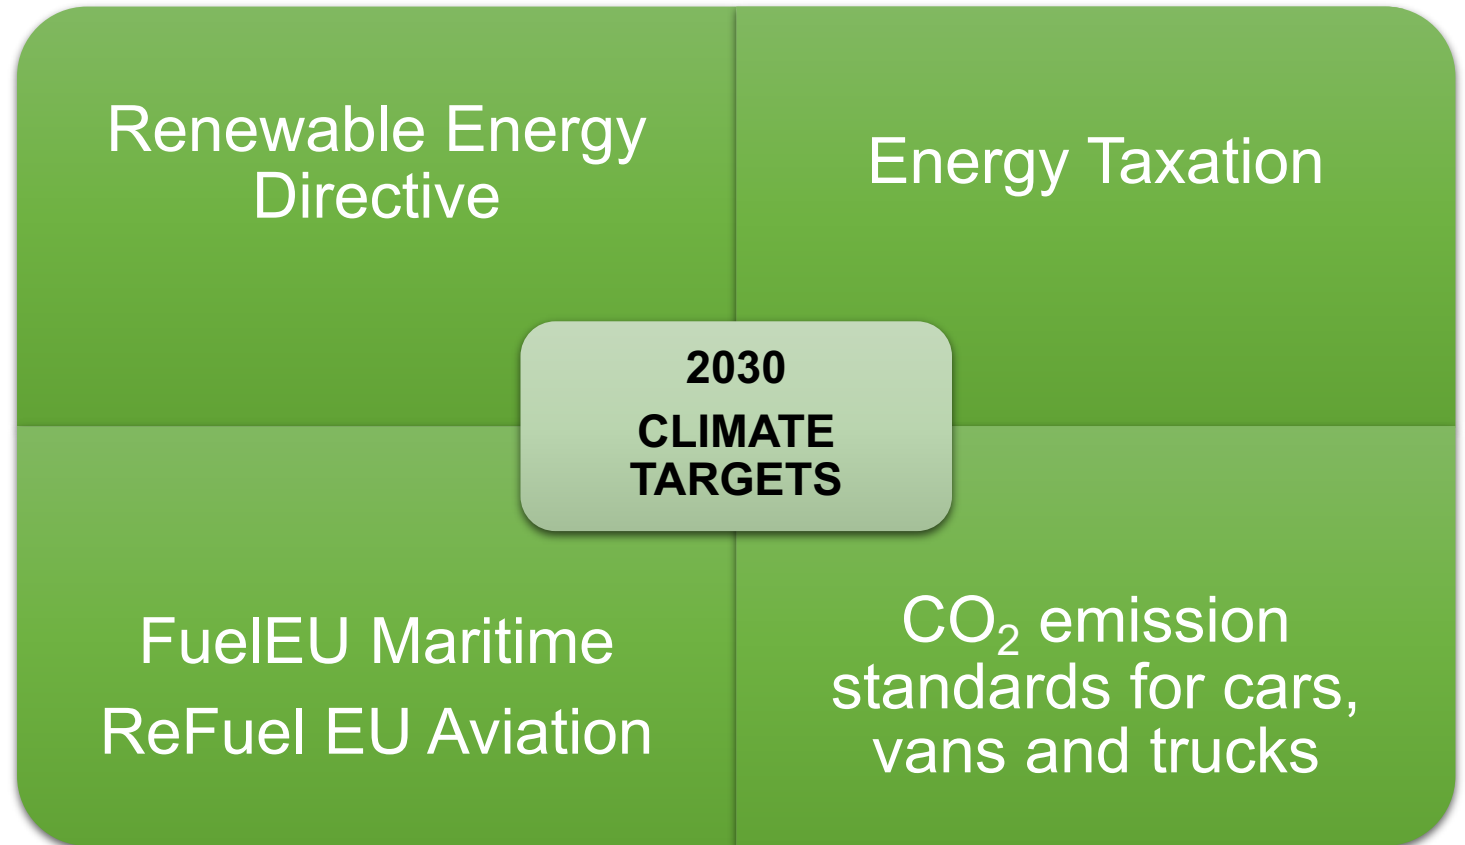 Renewable Energy
Directive
Energy Taxation
2030
CLIMATE
TARGETS
FuelEU Maritime
ReFuel EU Aviation
CO₂ emission
standards for cars,
vans and trucks